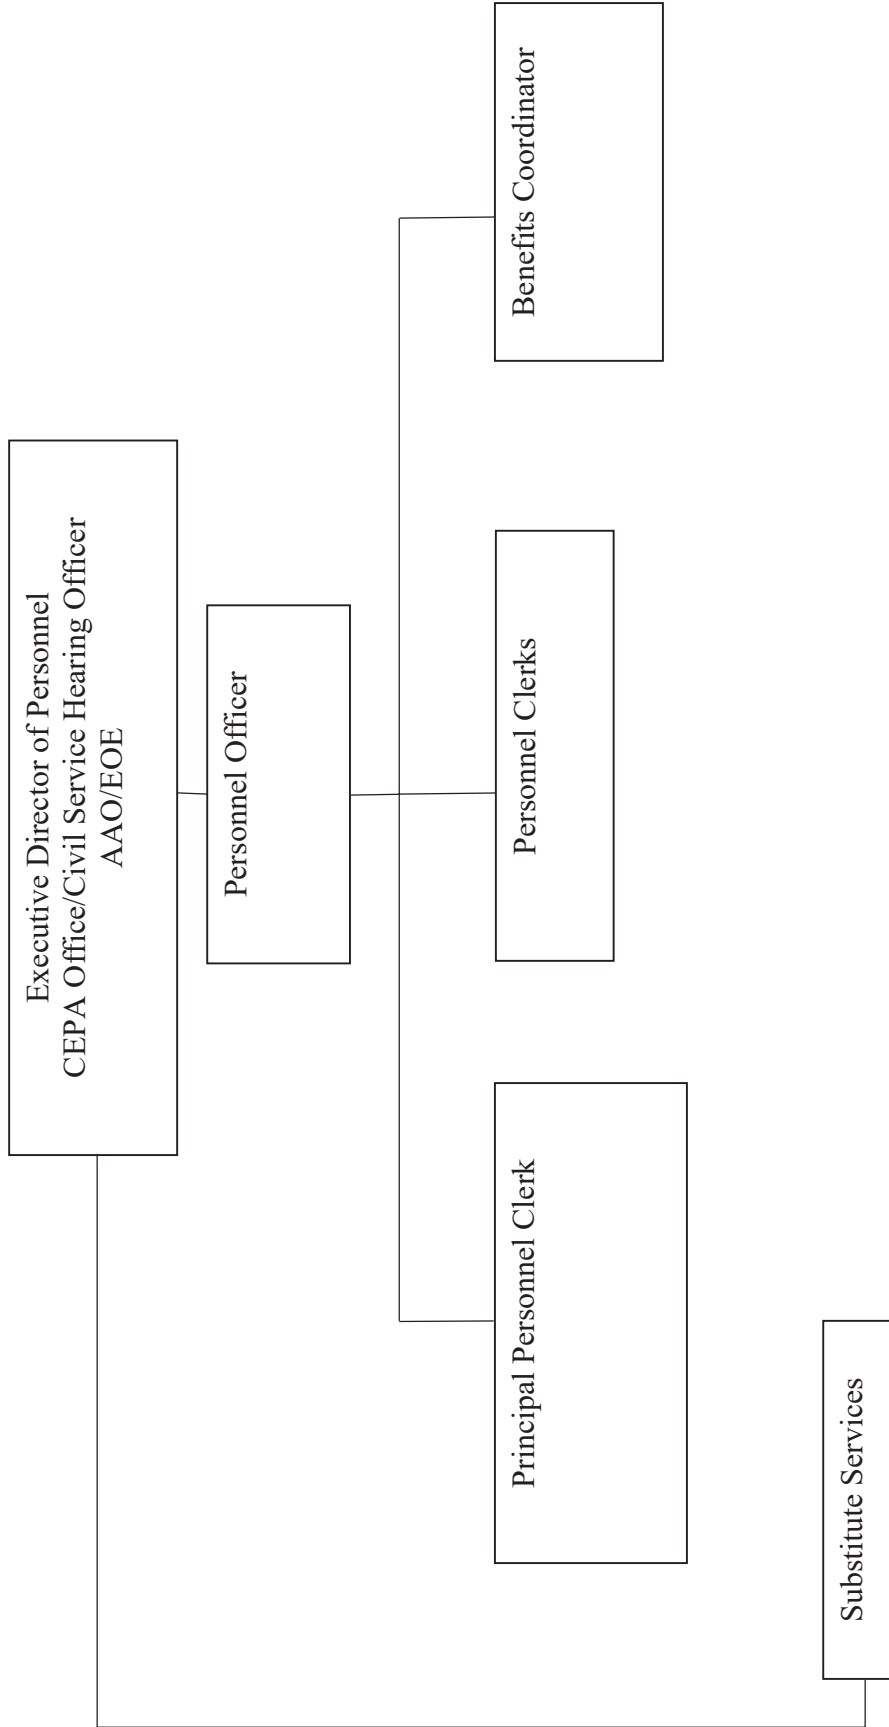 Executive Director of Personnel
CEPA Office/Civil Service Hearing Officer
AAO/EOE
Personnel Officer
Principal Personnel Clerk
Personnel Clerks
Benefits Coordinator
Substitute Services